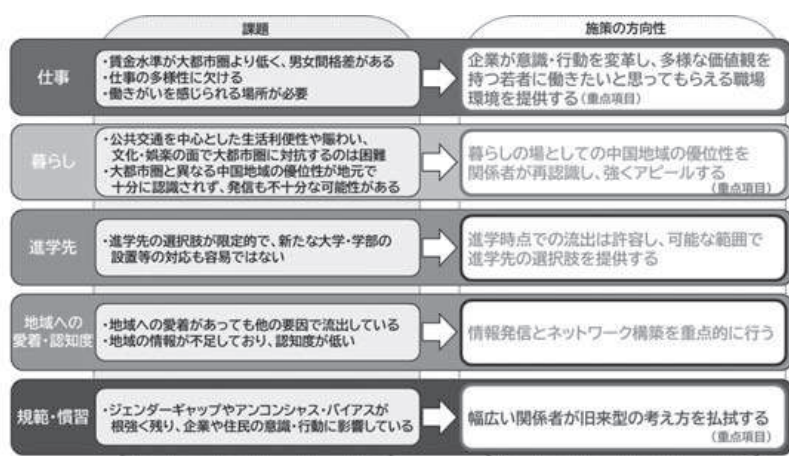 課題
施策の方向性
仕事
・賃金水準が大都市圏より低く、男女間格差がある
・仕事の多様性に欠ける
・働きがいを感じられる場所が必要
企業が意識・行動を変革し、多様な価値観を
持つ若者に働きたいと思ってもらえる職場
環境を提供する（重点項目）
暮らし
・公共交通を中心とした生活利便性や賑わい、
文化・娯楽の面で大都市圏に対抗するのは困難
・大都市圏と異なる中国地域の優位性が地元で
十分に認識されず、発信も不十分な可能性がある
暮らしの場としての中国地域の優位性を
関係者が再認識し、強くアピールする
（重点項目）
進学先
・進学先の選択肢が限定的で、新たな大学・学部の
設置等の対応も容易ではない
進学時点での流出は許容し、可能な範囲で
進学先の選択肢を提供する
地域への
愛着・認知度
・地域への愛着があっても他の要因で流出している
・地域の情報が不足しており、認知度が低い
情報発信とネットワーク構築を重点的に行う
規範・慣習
・ジェンダーギャップやアンコンシャス・バイアスが
根強く残り、企業や住民の意識・行動に影響している
幅広い関係者が旧来型の考え方を払拭する
（重点項目）